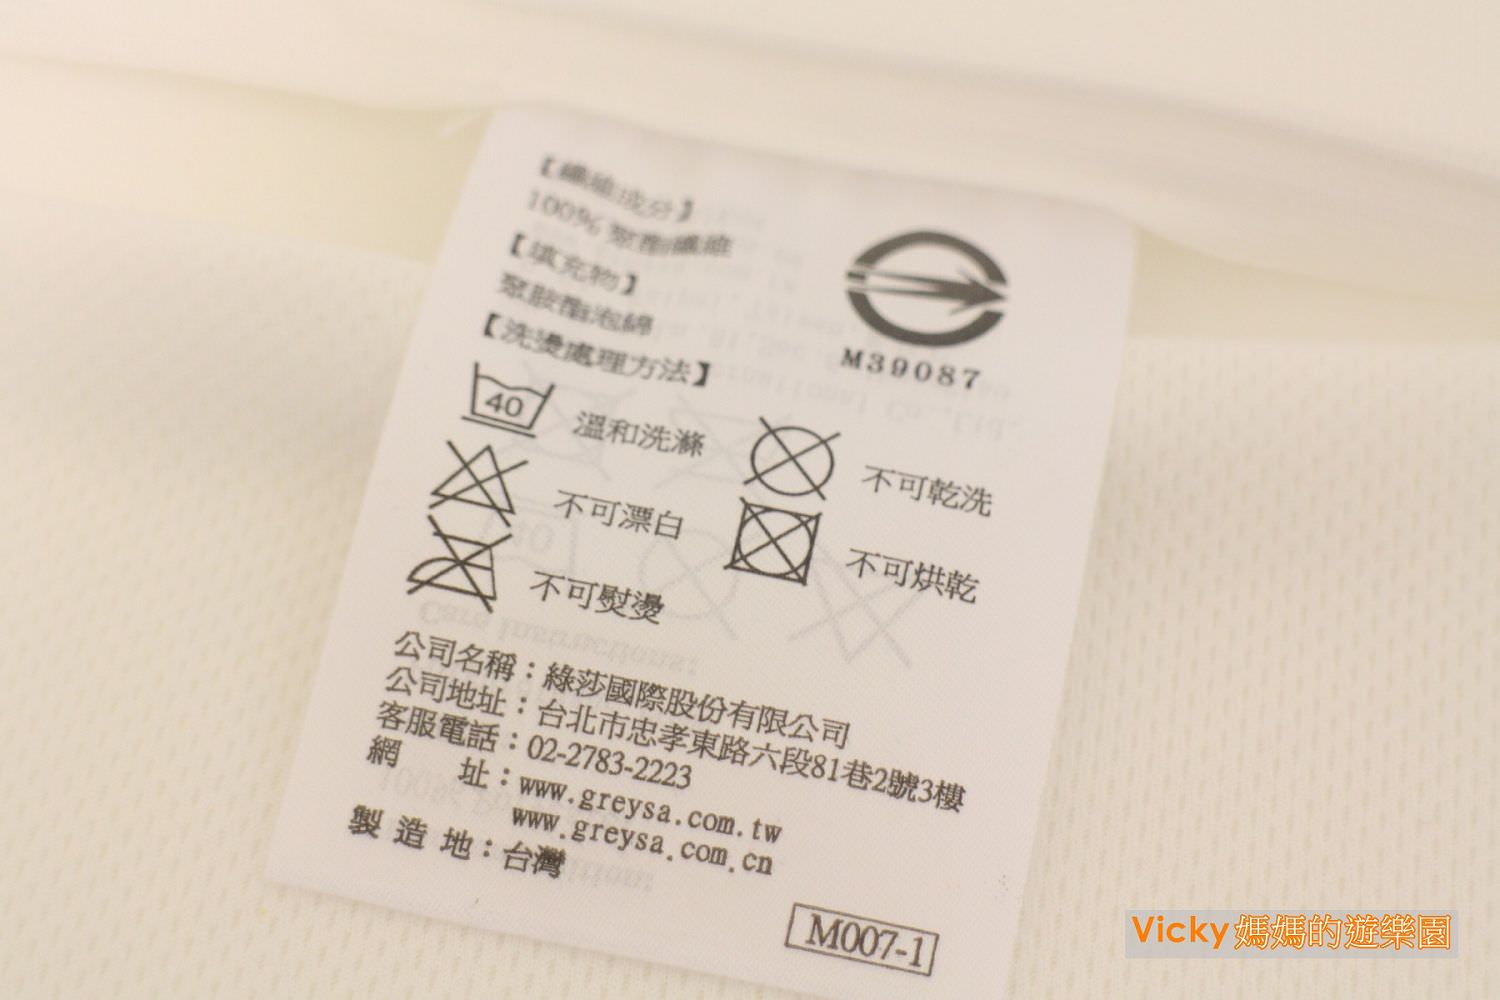 【纖維成分】
100% 聚酯纖維
【填充物】
聚胺酯泡綿
【洗燙處理方法】
M39087
40 溫和洗滌
不可乾洗
不可漂白
不可烘乾
不可熨燙
公司名稱：綠莎國際股份有限公司
公司地址：台北市忠孝東路六段81巷2號3樓
客服電話：02-2783-2223
網 址：www.greysa.com.tw
www.greysa.com.cn
製 造 地：台灣
M007-1
Vicky媽媽的遊樂園